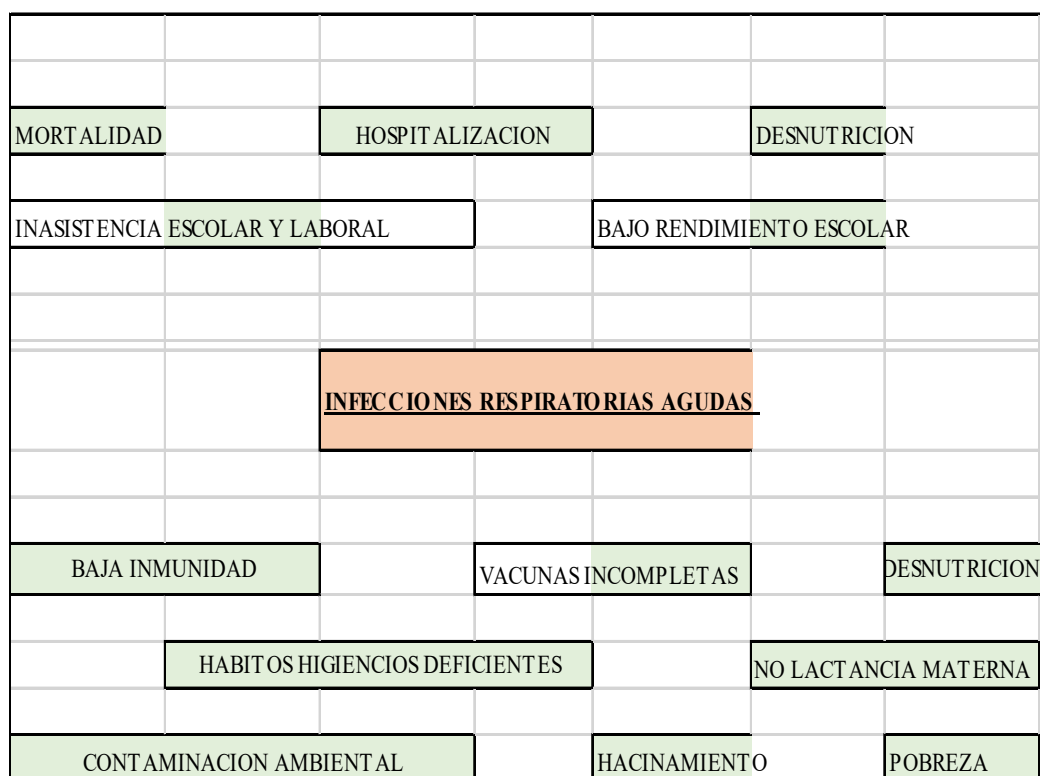 MORTALIDAD HOSPITALIZACION DESNUTRICION
INASISTENCIA ESCOLAR Y LABORAL BAJO RENDIMIENTO ESCOLAR
INFECCIONES RESPIRATORIAS AGUDAS
BAJA INMUNIDAD VACUNAS INCOMPLETAS DESNUTRICION
HABITOS HIGIENCIOS DEFICIENTES NO LACTANCIA MATERNA
CONTAMINACION AMBIENTAL HACINAMIENTO POBREZA